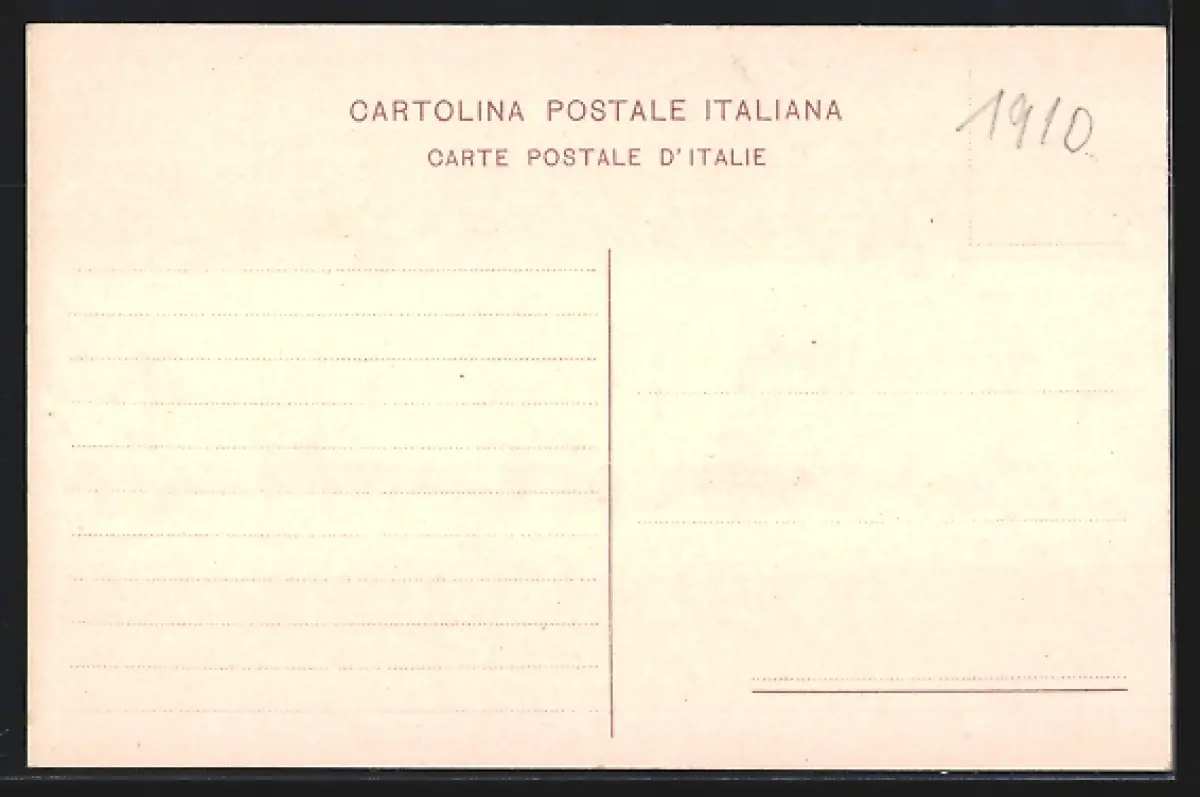 CARTOLINA POSTALE ITALIANA
CARTE POSTALE D'ITALIE
1910